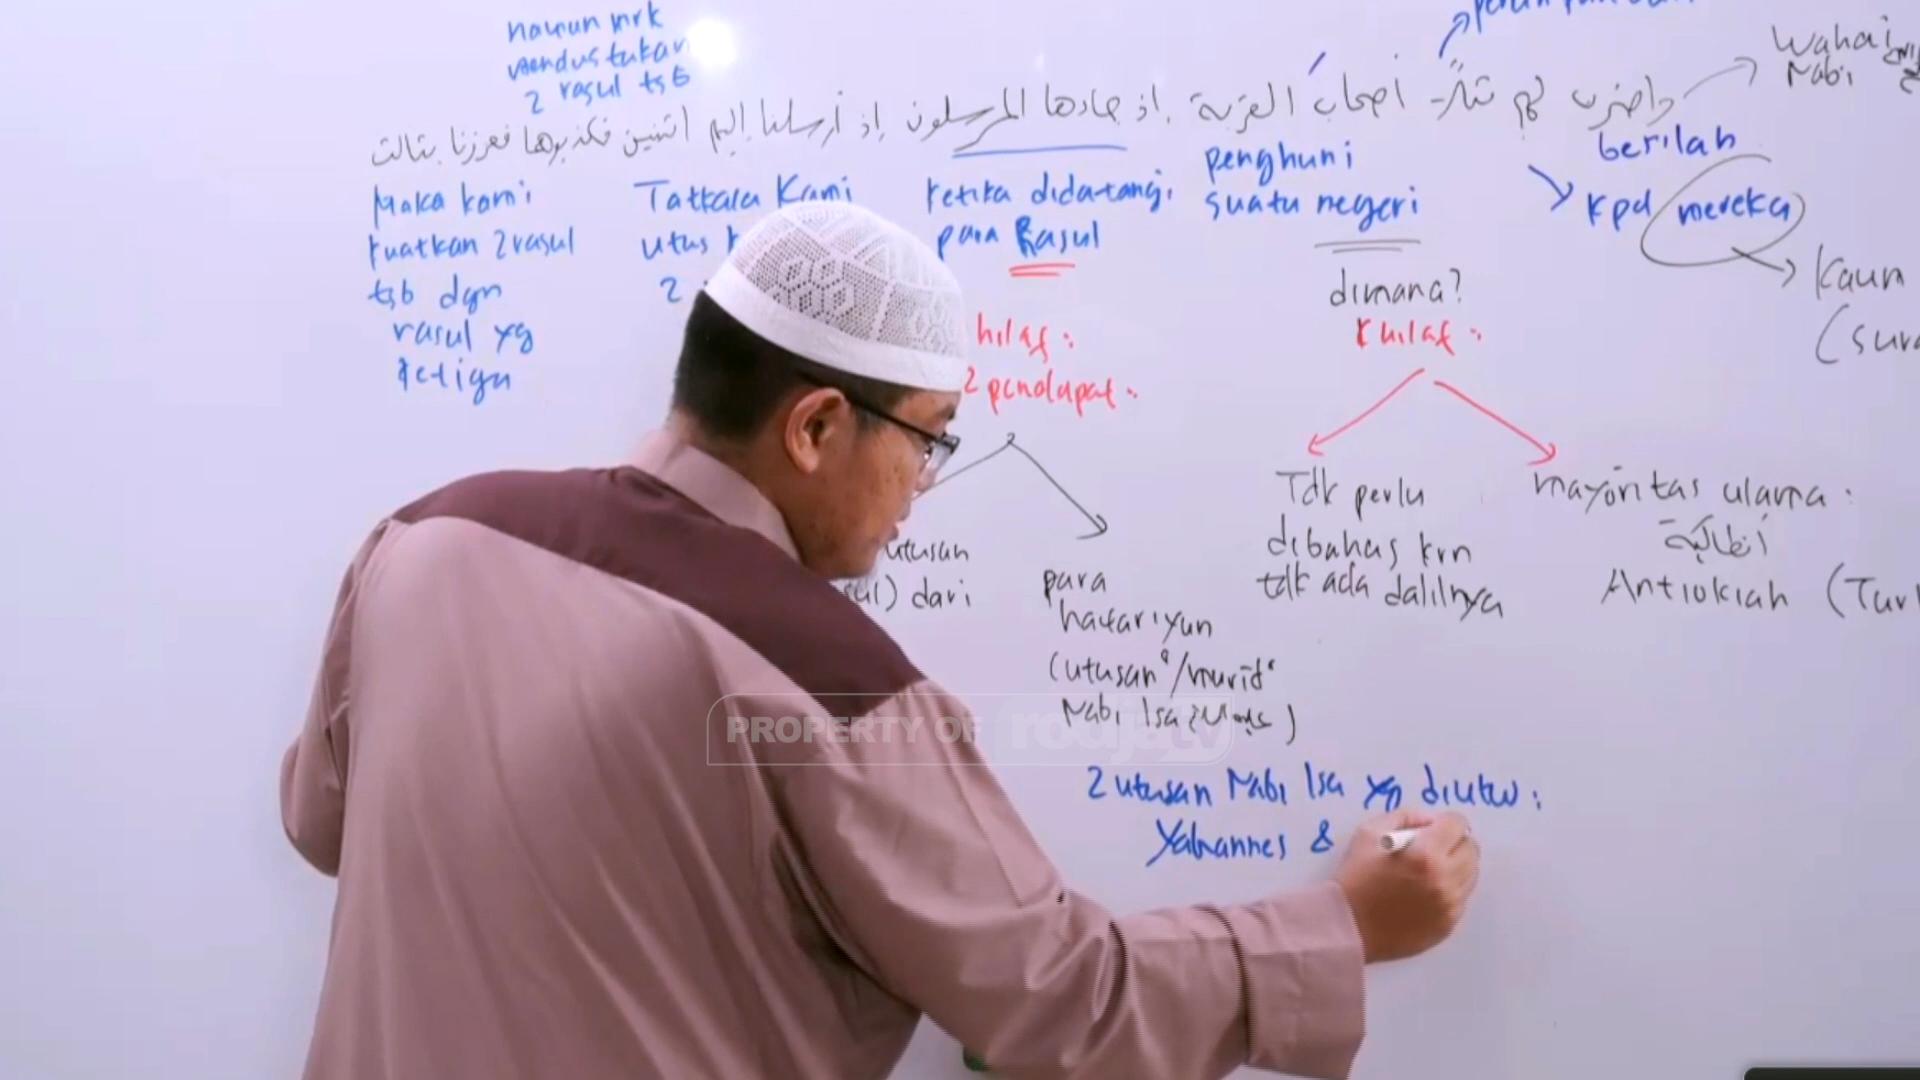 namun mrk
mendustakan
2 rasul tsb
Wahai
Nabi
واضرب لهم مثلا أصحاب القرية إذ جاءها المرسلون إذ أرسلنا إليهم اثنين فكذبوهما فعززنا بثالث
berilah
kpd mereka
Kaum
penghuni
suatu negeri
ketika didatangi
para Rasul
Tatkala Kami
utus
2
Maka kami
kuatkan 2 rasul
tsb dgn
rasul yg
ketiga
dimana?
khilaf :
Tdk perlu
dibahas krn
tdk ada dalilnya
mayoritas ulama :
أنطاكية
Antiokiah
hilaf :
2 pendapat :
utusan
dari
para
hawariyun
(utusan²/murid²
Nabi Isa عليه السلام)
2 utusan Nabi Isa yg diutus :
Yohannes &
PROPERTY OF rodjatv